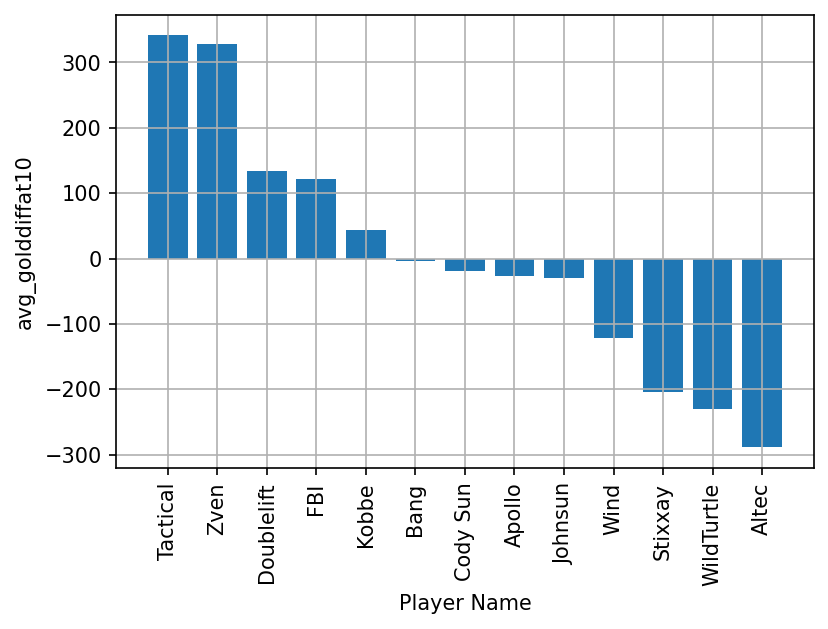 300
200
100
0
−100
−200
−300
avg_golddiffat10
Tactical
Zven
Doublelift
FBI
Kobbe
Bang
Cody Sun
Apollo
Johnsun
Wind
Stixxay
WildTurtle
Altec
Player Name